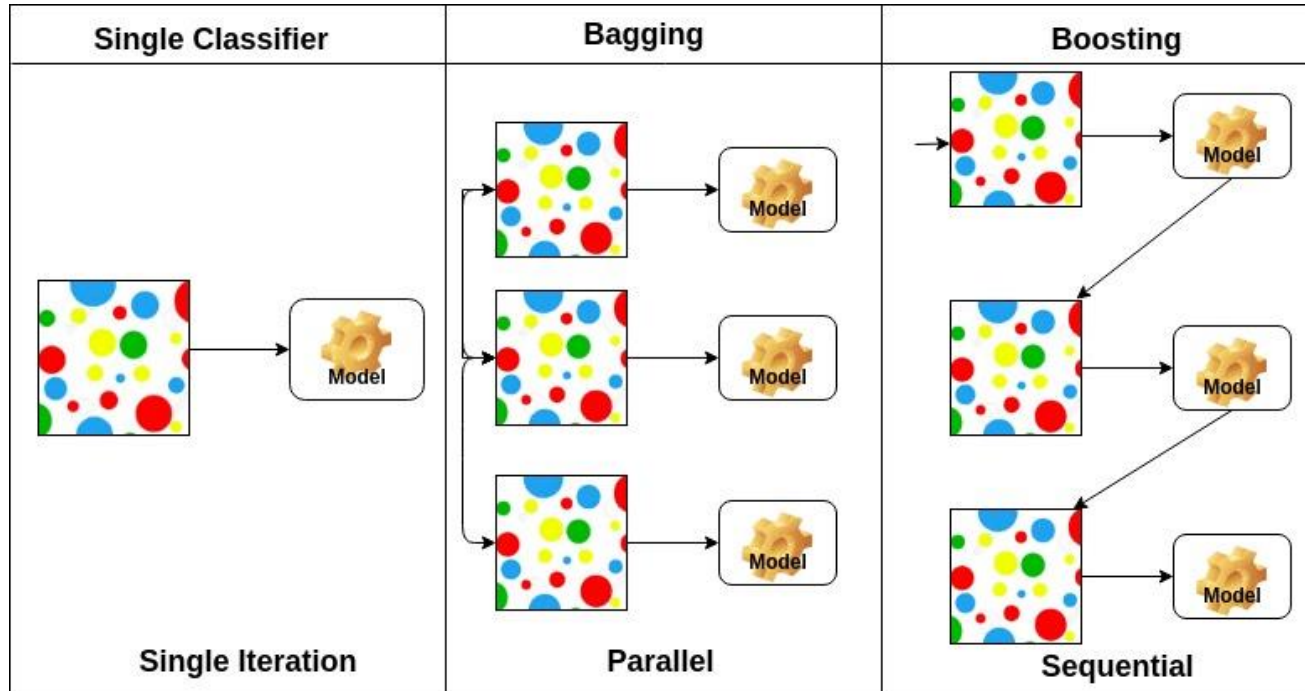 Single Classifier
Bagging
Boosting
Model
Model
Model
Model
Model
Model
Model
Single Iteration
Parallel
Sequential